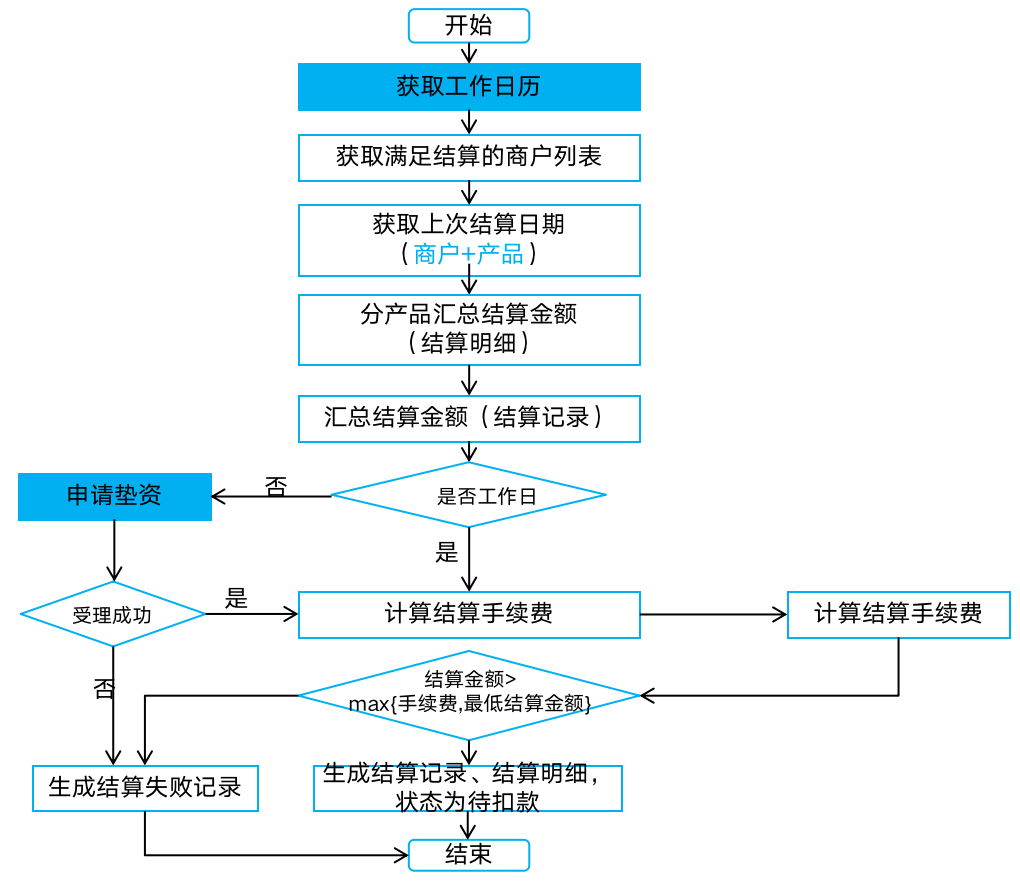 开始
获取工作日历
获取满足结算的商户列表
获取上次结算日期
（商户+产品）
分产品汇总结算金额
（结算明细）
汇总结算金额（结算记录）
是否工作日
否
申请垫资
是
受理成功
是
计算结算手续费
计算结算手续费
否
结算金额>
max{手续费,最低结算金额}
生成结算失败记录
生成结算记录、结算明细，
状态为待扣款
结束